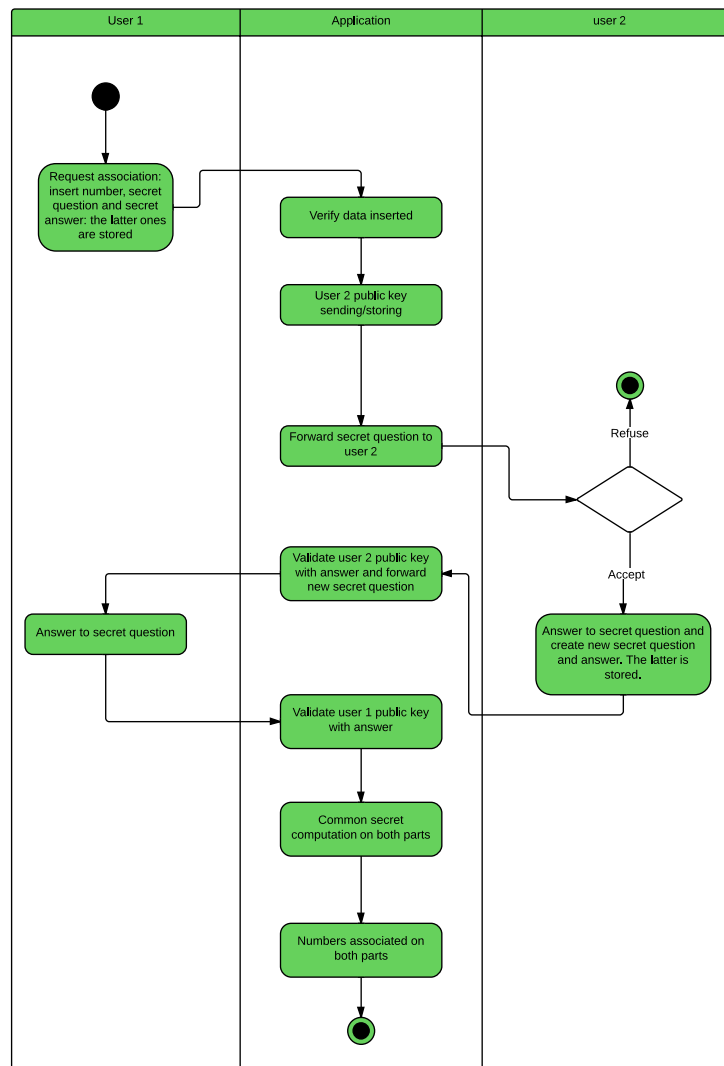 User 1
Application
user 2
Request association:
insert number, secret
question and secret
answer: the latter ones
are stored
Verify data inserted
User 2 public key
sending/storing
Forward secret question to
user 2
Refuse
Accept
Validate user 2 public key
with answer and forward
new secret question
Answer to secret question
Answer to secret question and
create new secret question
and answer. The latter is
stored.
Validate user 1 public key
with answer
Common secret
computation on both parts
Numbers associated on
both parts